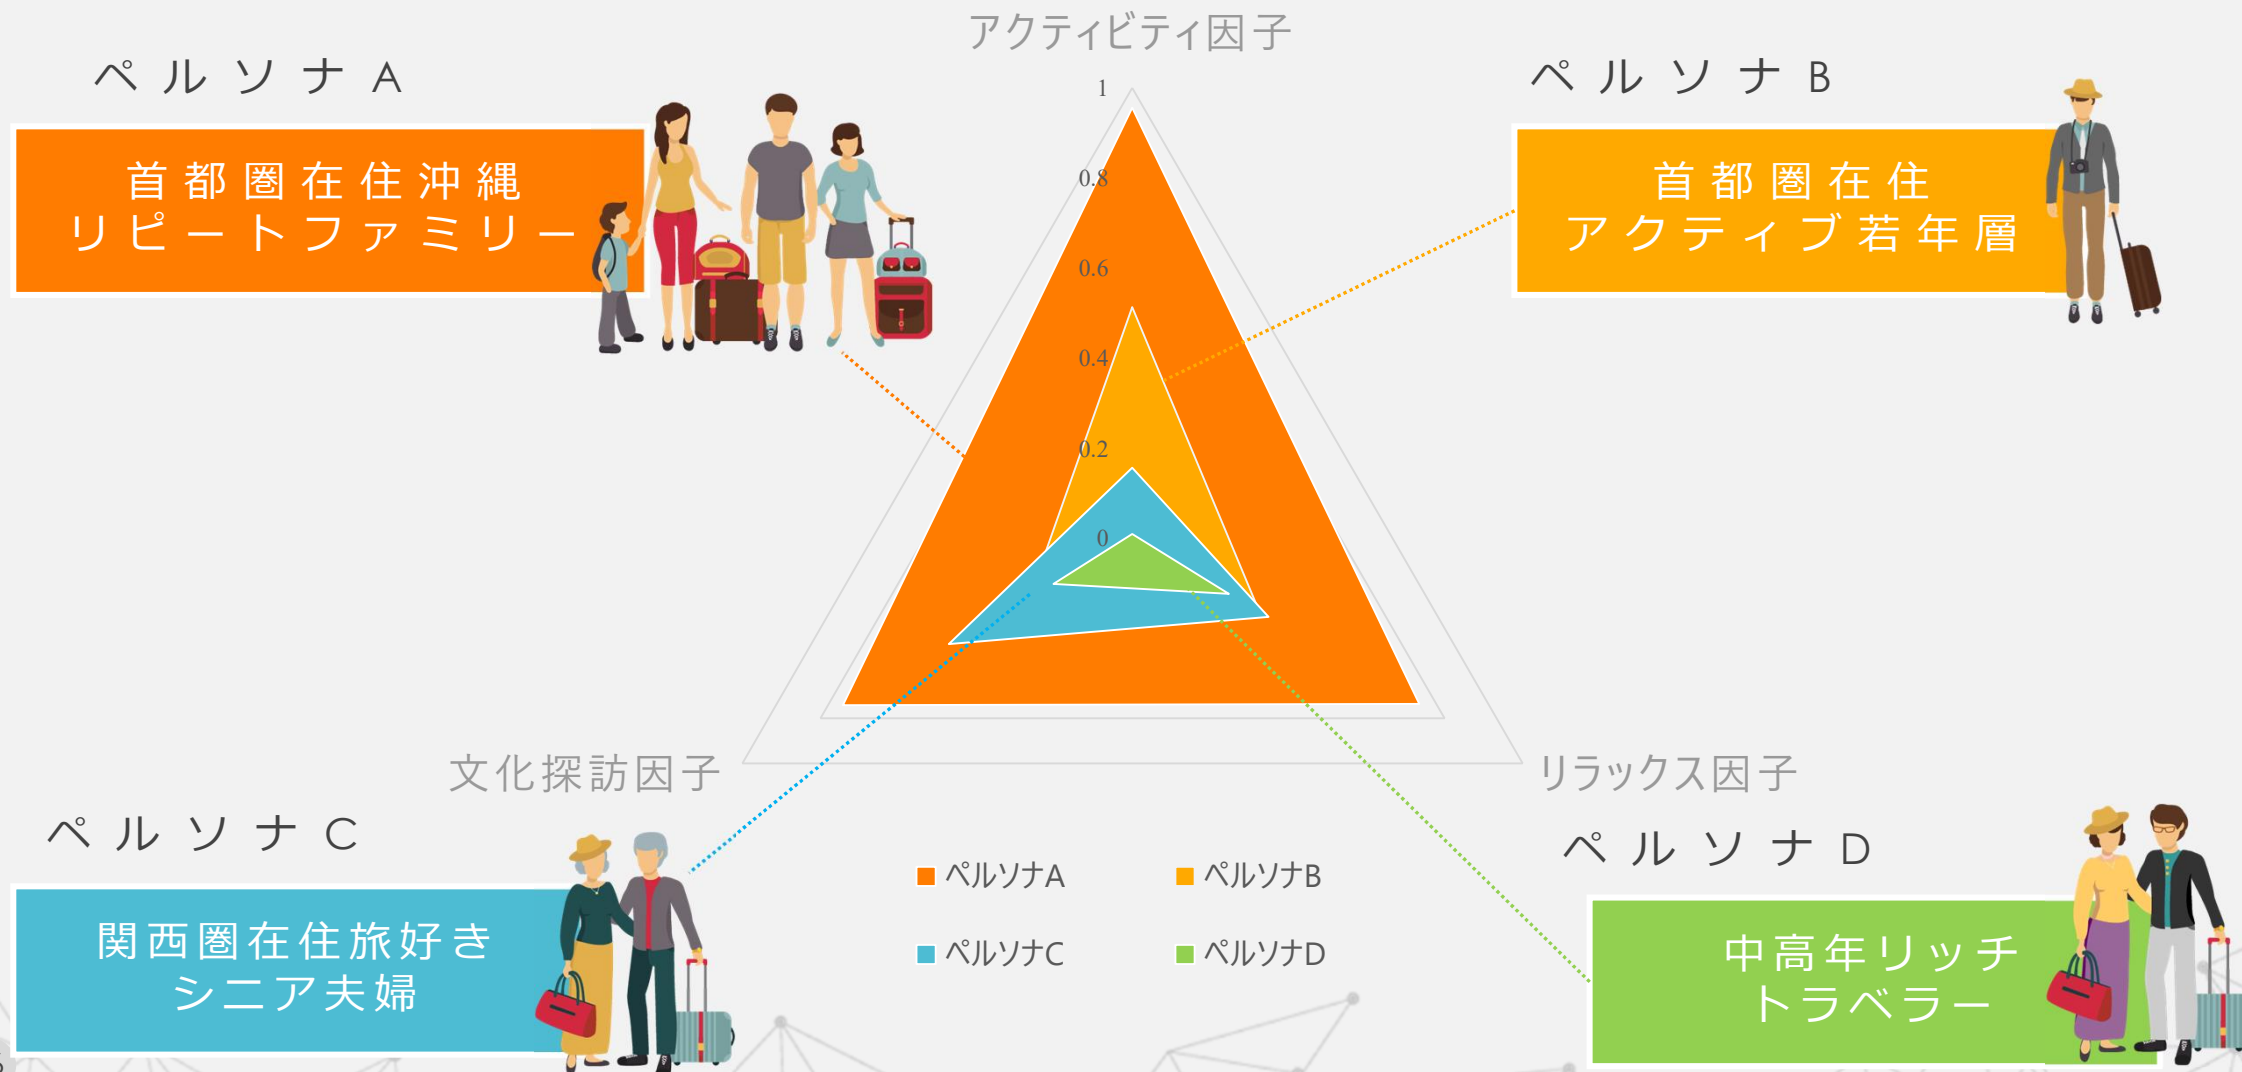 アクティビティ因子
ペルソナA
首都圏在住沖縄
リピートファミリー
ペルソナB
首都圏在住
アクティブ若年層
1
0.8
0.6
0.4
0.2
0
文化探訪因子
リラックス因子
ペルソナC
関西圏在住旅好き
シニア夫婦
ペルソナD
中高年リッチ
トラベラー
ペルソナA
ペルソナB
ペルソナC
ペルソナD